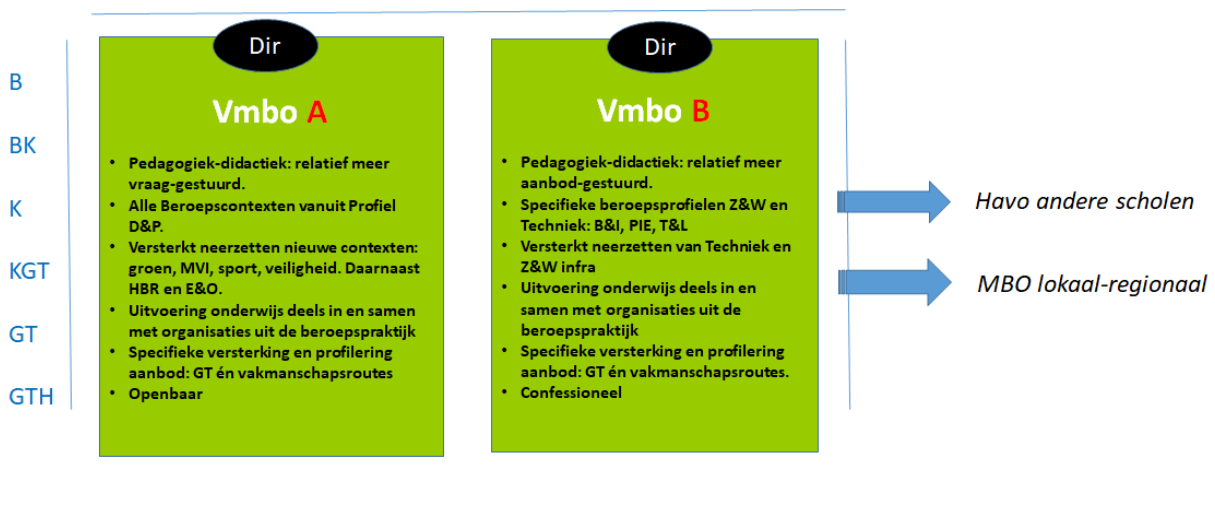 B
BK
K
KGT
GT
GTH
Dir
Vmbo A
• Pedagogiek-didactiek: relatief meer
vraag-gestuurd.
• Alle Beroepscontexten vanuit Profiel
D&P.
• Versterkt neerzetten nieuwe contexten:
groen, MVI, sport, veiligheid. Daarnaast
HBR en E&O.
• Uitvoering onderwijs deels in en samen
met organisaties uit de beroepspraktijk
• Specifieke versterking en profilering
aanbod: GT én vakmanschapsroutes
• Openbaar
Dir
Vmbo B
• Pedagogiek-didactiek: relatief meer
aanbod-gestuurd.
• Specifieke beroepsprofielen Z&W en
Techniek: B&I, PIE, T&L
• Versterkt neerzetten van Techniek en
Z&W infra
• Uitvoering onderwijs deels in en
samen met organisaties uit de
beroepspraktijk
• Specifieke versterking en profilering
aanbod: GT én vakmanschapsroutes.
• Confessioneel
Havo andere scholen
MBO lokaal-regionaal